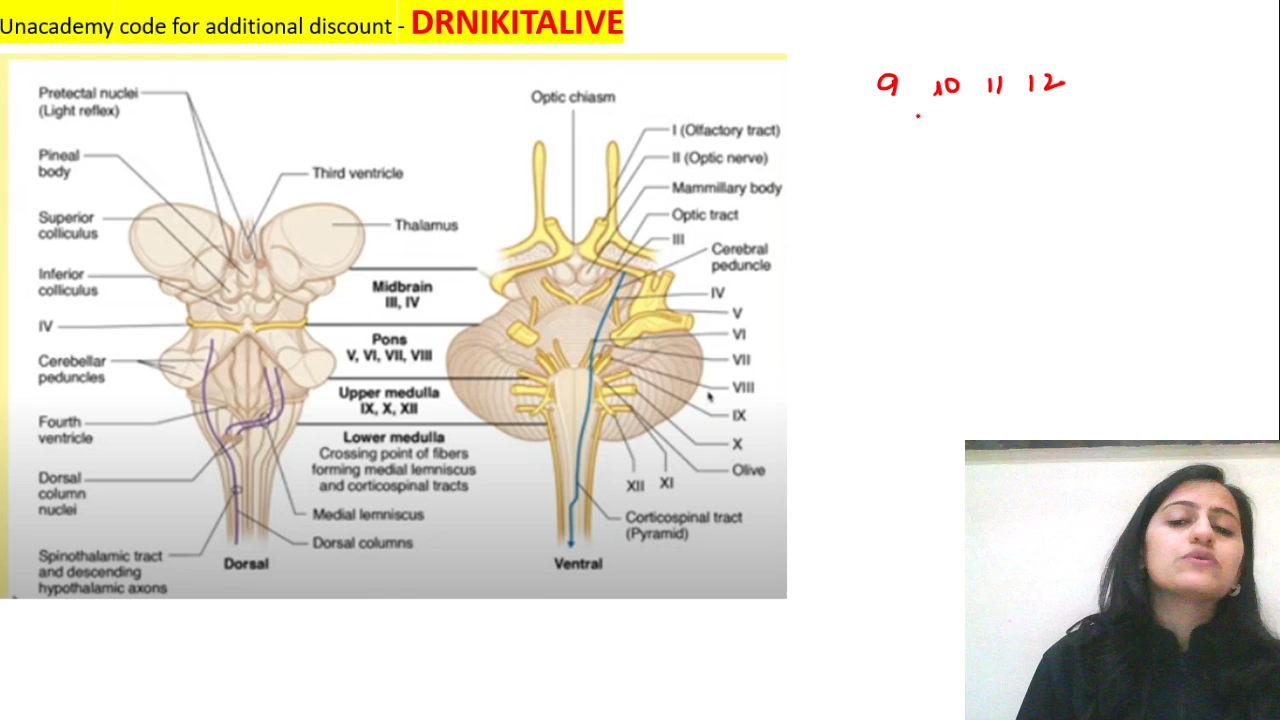 Unacademy code for additional discount - DRNIKITALIVE
9 10 11 12
Pretectal nuclei
(Light reflex)
Pineal
body
Superior
colliculus
Inferior
colliculus
IV
Cerebellar
peduncles
Fourth
ventricle
Dorsal
column
nuclei
Spinothalamic tract
and descending
hypothalamic axons
Third ventricle
Thalamus
Midbrain
III, IV
Pons
V, VI, VII, VIII
Upper medulla
IX, X, XII
Lower medulla
Crossing point of fibers
forming medial lemniscus
and corticospinal tracts
Medial lemniscus
Dorsal columns
Dorsal
Optic chiasm
I (Olfactory tract)
II (Optic nerve)
Mammillary body
Optic tract
III
Cerebral
peduncle
IV
V
VI
VII
VIII
IX
X
Olive
XII XI
Corticospinal tract
(Pyramid)
Ventral